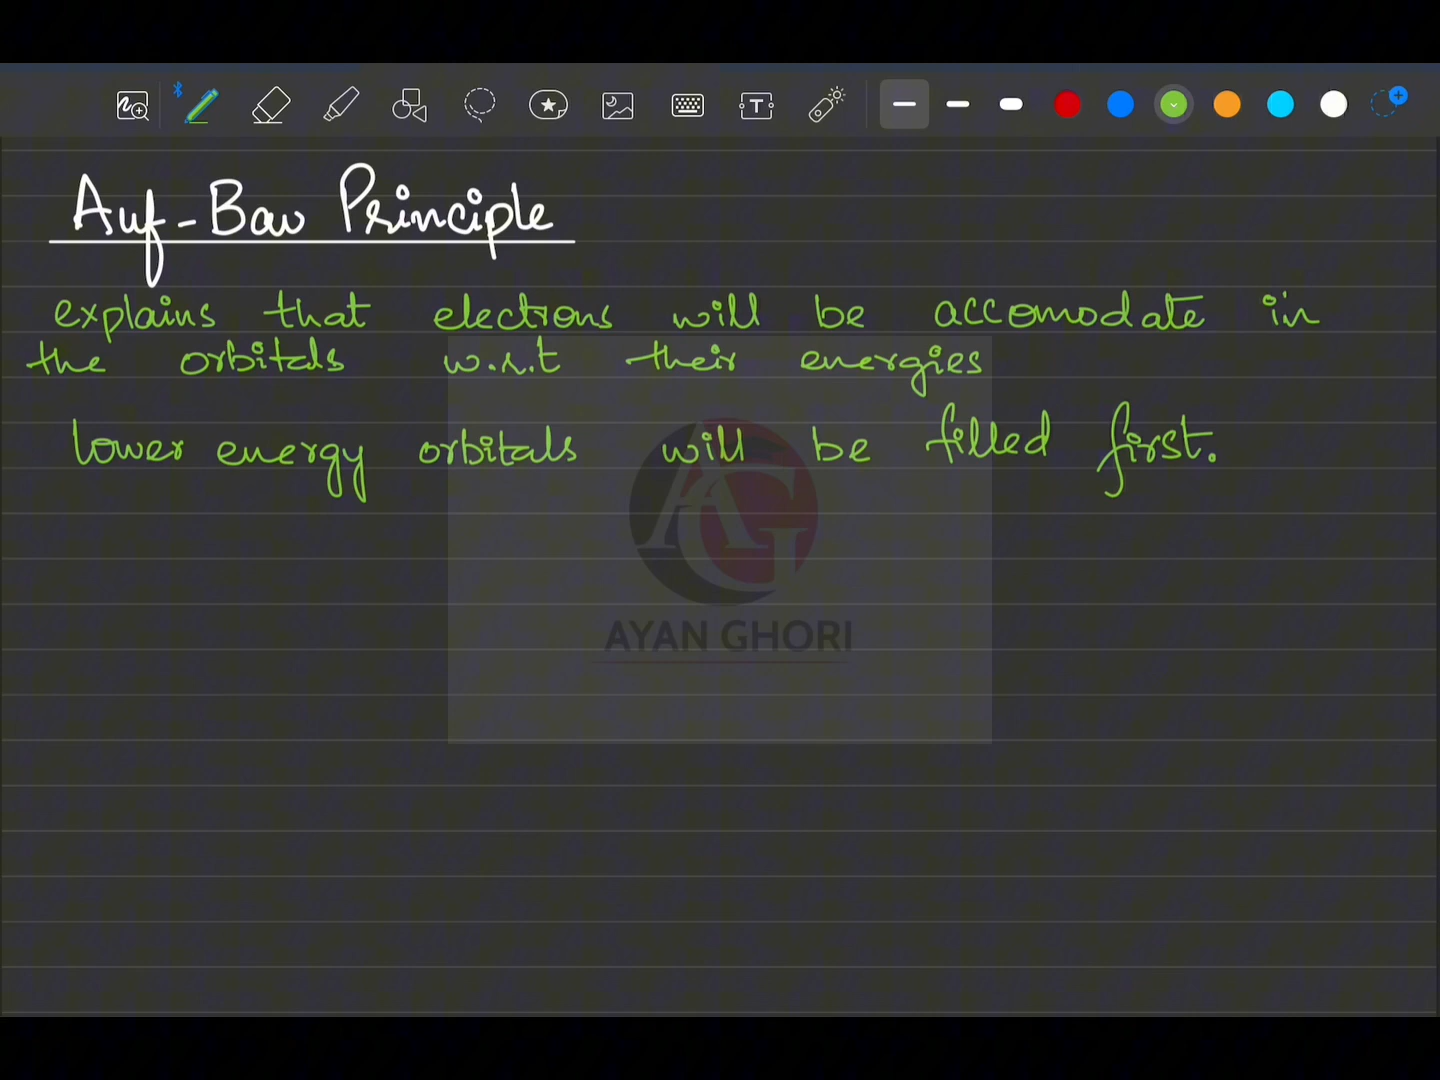 Auf-Bau Principle
explains that electrons will be accomodate in
the orbitals w.r.t their energies
lower energy orbitals will be filled first.
AG
AYAN GHORI